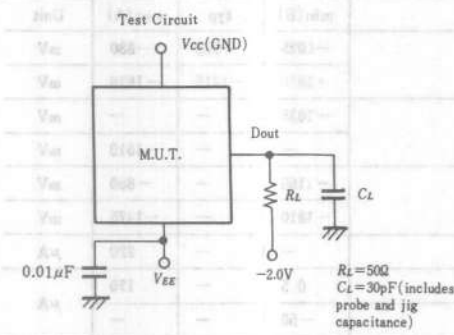 Test Circuit
Vcc(GND)
M.U.T.
Dout
RL
CL
0.01μF
VEE
−2.0V
RL=50Ω
CL=30pF(includes
probe and jig
capacitance)